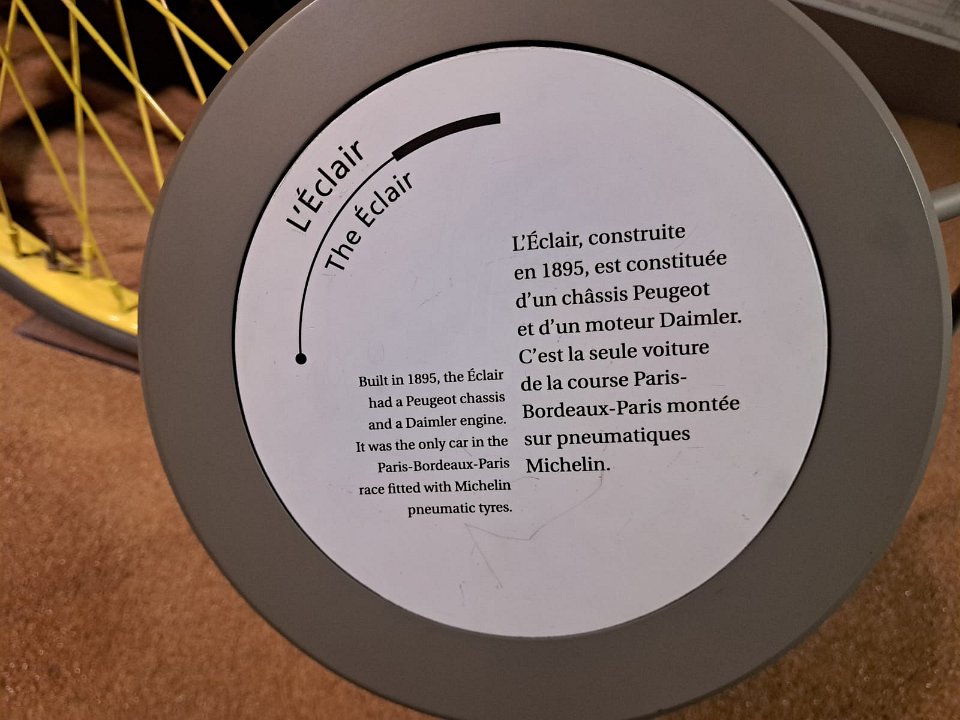 L'Éclair
The Éclair
L'Éclair, construite
en 1895, est constituée
d'un châssis Peugeot
et d'un moteur Daimler.
C'est la seule voiture
de la course Paris-
Bordeaux-Paris montée
sur pneumatiques
Michelin.
Built in 1895, the Éclair
had a Peugeot chassis
and a Daimler engine.
It was the only car in the
Paris-Bordeaux-Paris
race fitted with Michelin
pneumatic tyres.